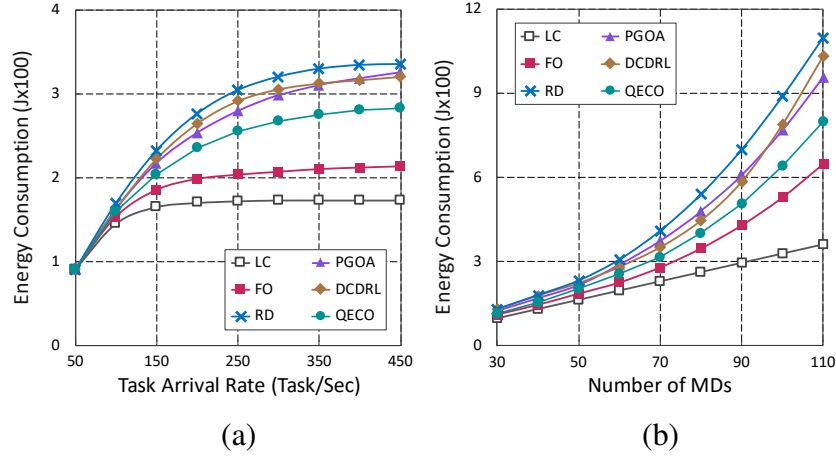 4
3
2
1
0
Energy Consumption (Jx100)
LC PGOA
FO DCDRL
RD QECO
50 150 250 350 450
Task Arrival Rate (Task/Sec)
(a)
12
9
6
3
0
Energy Consumption (Jx100)
LC PGOA
FO DCDRL
RD QECO
30 50 70 90 110
Number of MDs
(b)